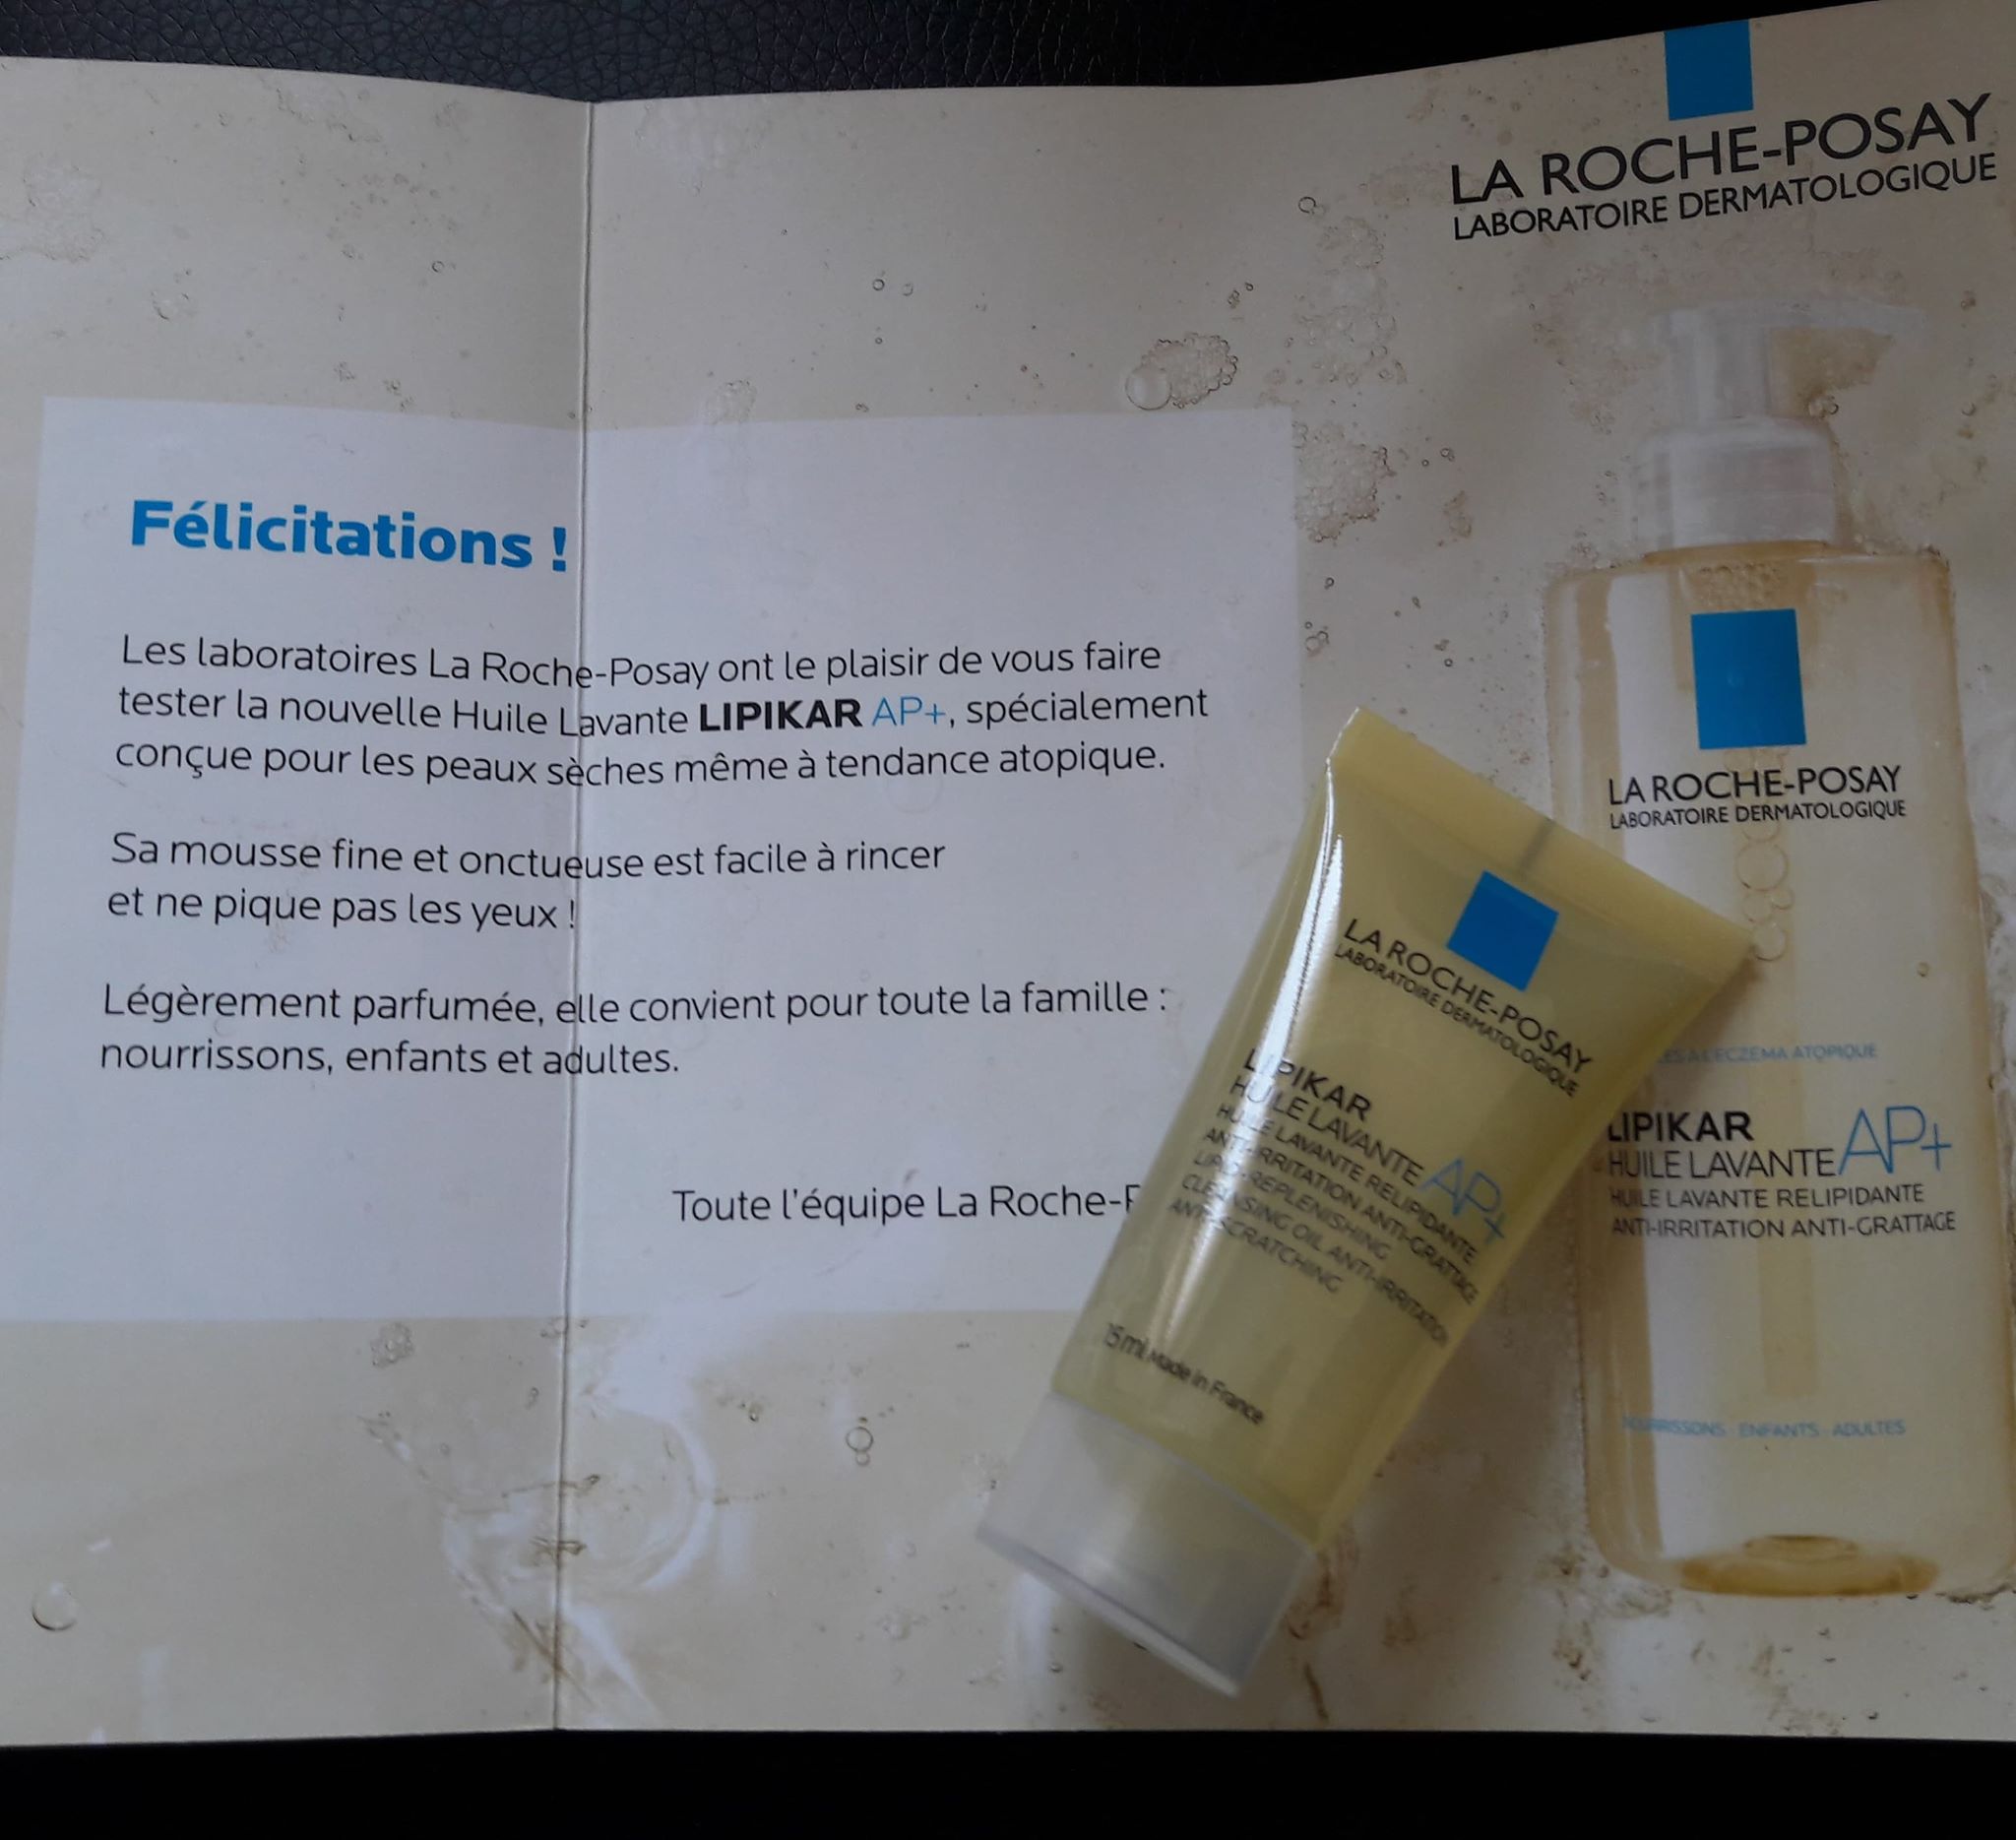 LA ROCHE-POSAY
LABORATOIRE DERMATOLOGIQUE
Félicitations !
Les laboratoires La Roche-Posay ont le plaisir de vous faire
tester la nouvelle Huile Lavante LIPIKAR AP+, spécialement
conçue pour les peaux sèches même à tendance atopique.
Sa mousse fine et onctueuse est facile à rincer
et ne pique pas les yeux !
Légèrement parfumée, elle convient pour toute la famille :
nourrissons, enfants et adultes.
Toute l'équipe La
LA ROCHE-POSAY
LABORATOIRE DERMATOLOGIQUE
LIPIKAR
HUILE LAVANTE AP+
HUILE LAVANTE RELIPIDANTE
ANTI-IRRITATION ANTI-GRATTAGE
LIPID-REPLENISHING
CLEANSING OIL ANTI-IRRITATION
ANTI-SCRATCHING
15 ml Made in France
LA ROCHE-POSAY
LABORATOIRE DERMATOLOGIQUE
A L'ECZEMA ATOPIQUE
LIPIKAR
HUILE LAVANTE AP+
HUILE LAVANTE RELIPIDANTE
ANTI-IRRITATION ANTI-GRATTAGE
NOURRISSONS ENFANTS ADULTES